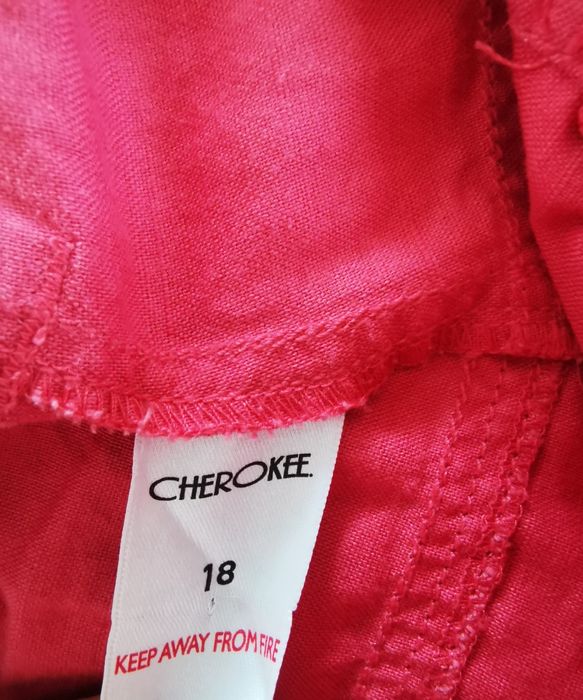 CHEROKEE.
18
KEEP AWAY FROM FIRE